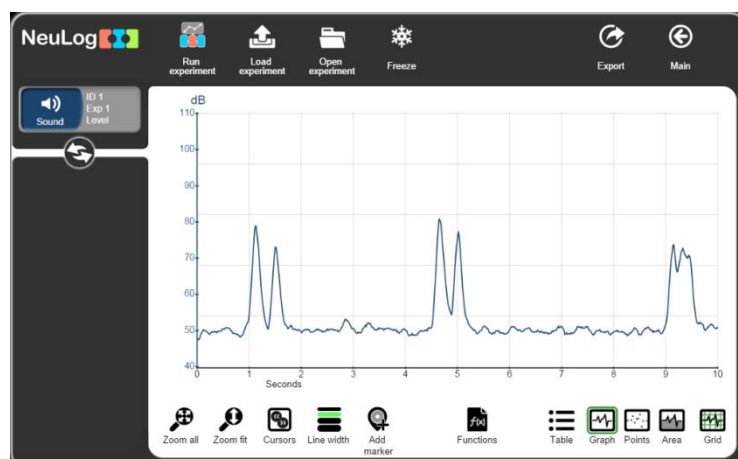 NeuLog
Run
experiment
Load
experiment
Open
experiment
Freeze
Export
Main
Sound
ID 1
Exp 1
Level
dB
110
100
90
80
70
60
50
40
0 1 2 3 4 5 6 7 8 9 10
Seconds
Zoom all
Zoom fit
Cursors
Line width
Add
marker
f(x)
Functions
Table
Graph
Points
Area
Grid